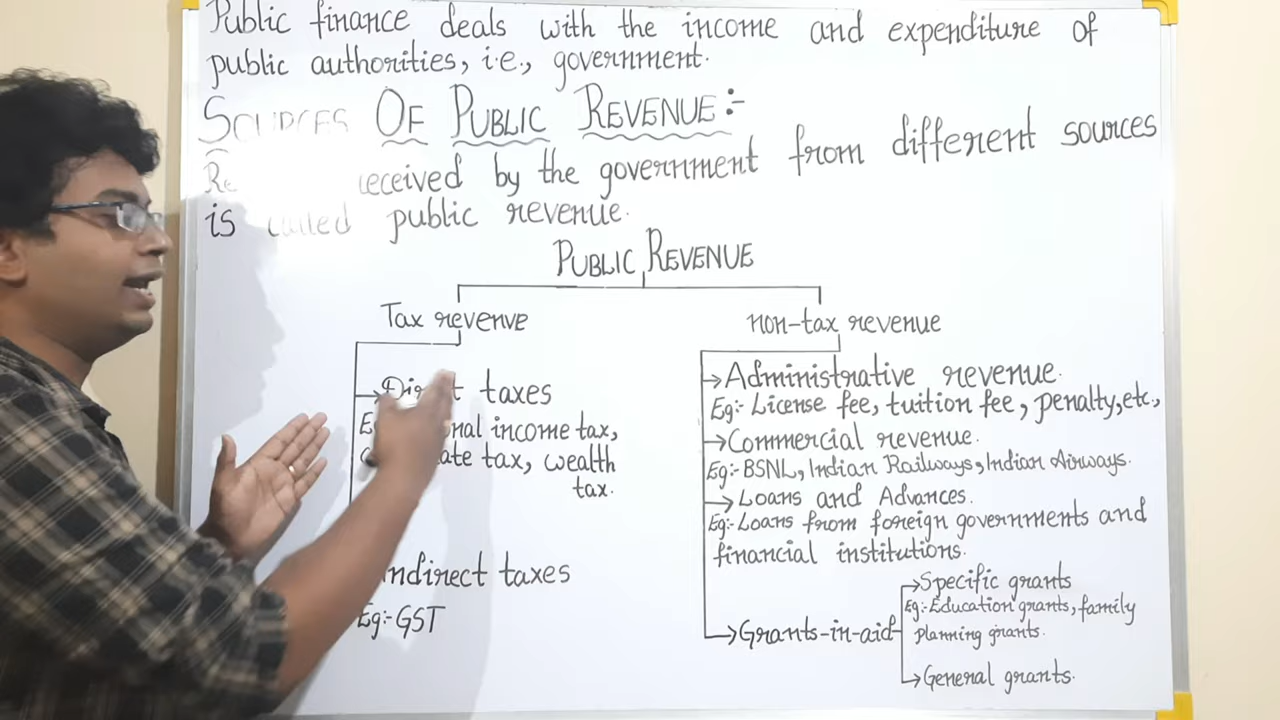 Public finance deals with the income and expenditure of
public authorities, i.e., government.
SOURCES OF PUBLIC REVENUE:-
received by the government from different sources
is called public revenue.
PUBLIC REVENUE
Tax revenue
non-tax revenue
Direct taxes
income tax,
tax, wealth
tax.
Indirect taxes
Eg:- GST
Administrative revenue.
Eg:- License fee, tuition fee, penalty, etc.,
Commercial revenue.
Eg:- BSNL, Indian Railways, Indian Airways.
Loans and Advances.
Eg:- Loans from foreign governments and
financial institutions.
Grants-in-aid
Specific grants
Eg:- Education grants, family
planning grants.
General grants.